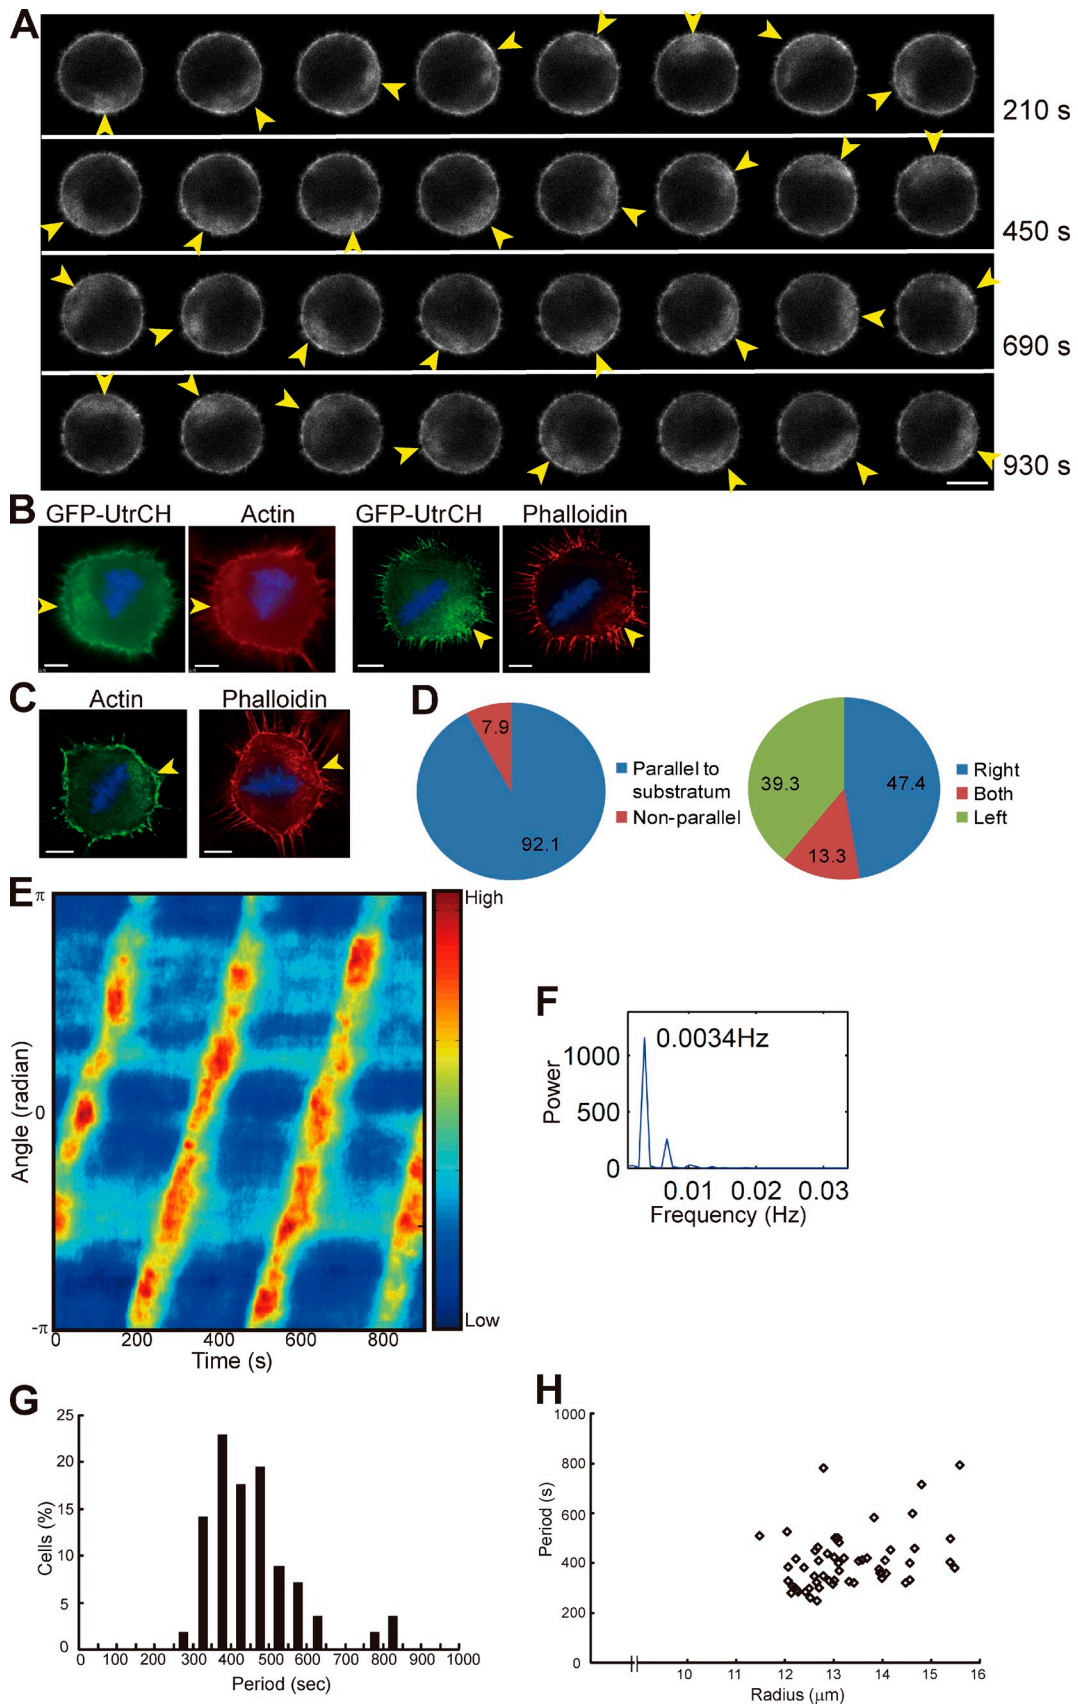 A
210 s
450 s
690 s
930 s
B
GFP-UtrCH
Actin
GFP-UtrCH
Phalloidin
C
Actin
Phalloidin
D
7.9
92.1
Parallel to
substratum
Non-parallel
39.3
47.4
13.3
Right
Both
Left
E
π
0
-π
Angle (radian)
0 200 400 600 800
Time (s)
High
Low
F
0.0034Hz
1000
500
0
Power
0.01 0.02 0.03
Frequency (Hz)
G
25
20
15
10
5
0
Cells (%)
0 100 200 300 400 500 600 700 800 900 1000
Period (sec)
H
1000
800
600
400
200
0
Period (s)
10 11 12 13 14 15 16
Radius (μm)